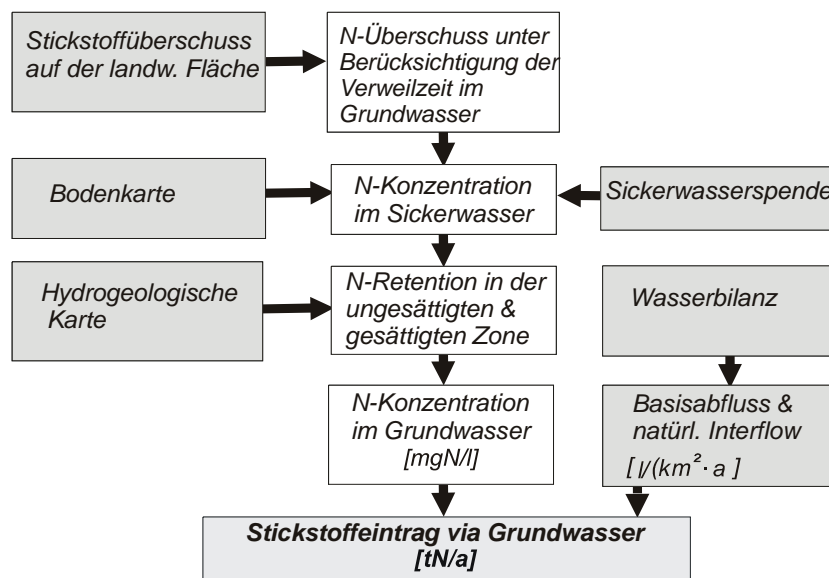 Stickstoffüberschuss
auf der landw. Fläche
N-Überschuss unter
Berücksichtigung der
Verweilzeit im
Grundwasser
Bodenkarte
N-Konzentration
im Sickerwasser
Sickerwasserspende
Hydrogeologische
Karte
N-Retention in der
ungesättigten &
gesättigten Zone
Wasserbilanz
N-Konzentration
im Grundwasser
[mgN/l]
Basisabfluss &
natürl. Interflow
[ l/(km²· a ]
Stickstoffeintrag via Grundwasser
[tN/a]